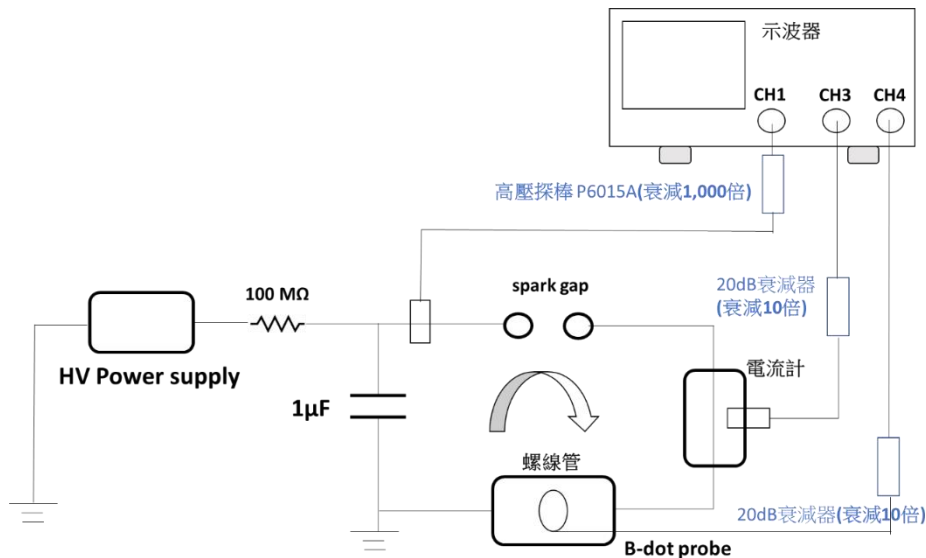 示波器
CH1
CH3
CH4
高壓探棒 P6015A(衰減1,000倍)
20dB衰減器
(衰減10倍)
100 MΩ
spark gap
HV Power supply
1μF
電流計
螺線管
20dB衰減器(衰減10倍)
B-dot probe